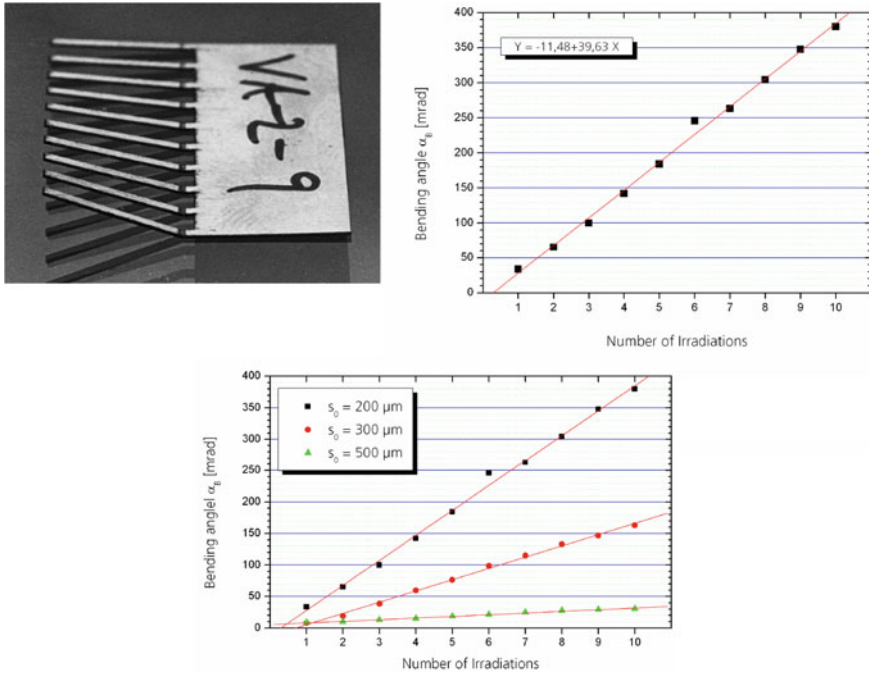 400
350
300
250
200
150
100
50
0
Bending angle α_B [mrad]
Y = -11,48+39,63 X
1 2 3 4 5 6 7 8 9 10
Number of Irradiations
400
350
300
250
200
150
100
50
0
Bending anglel α_B [mrad]
s₀ = 200 µm
s₀ = 300 µm
s₀ = 500 µm
1 2 3 4 5 6 7 8 9 10
Number of Irradiations